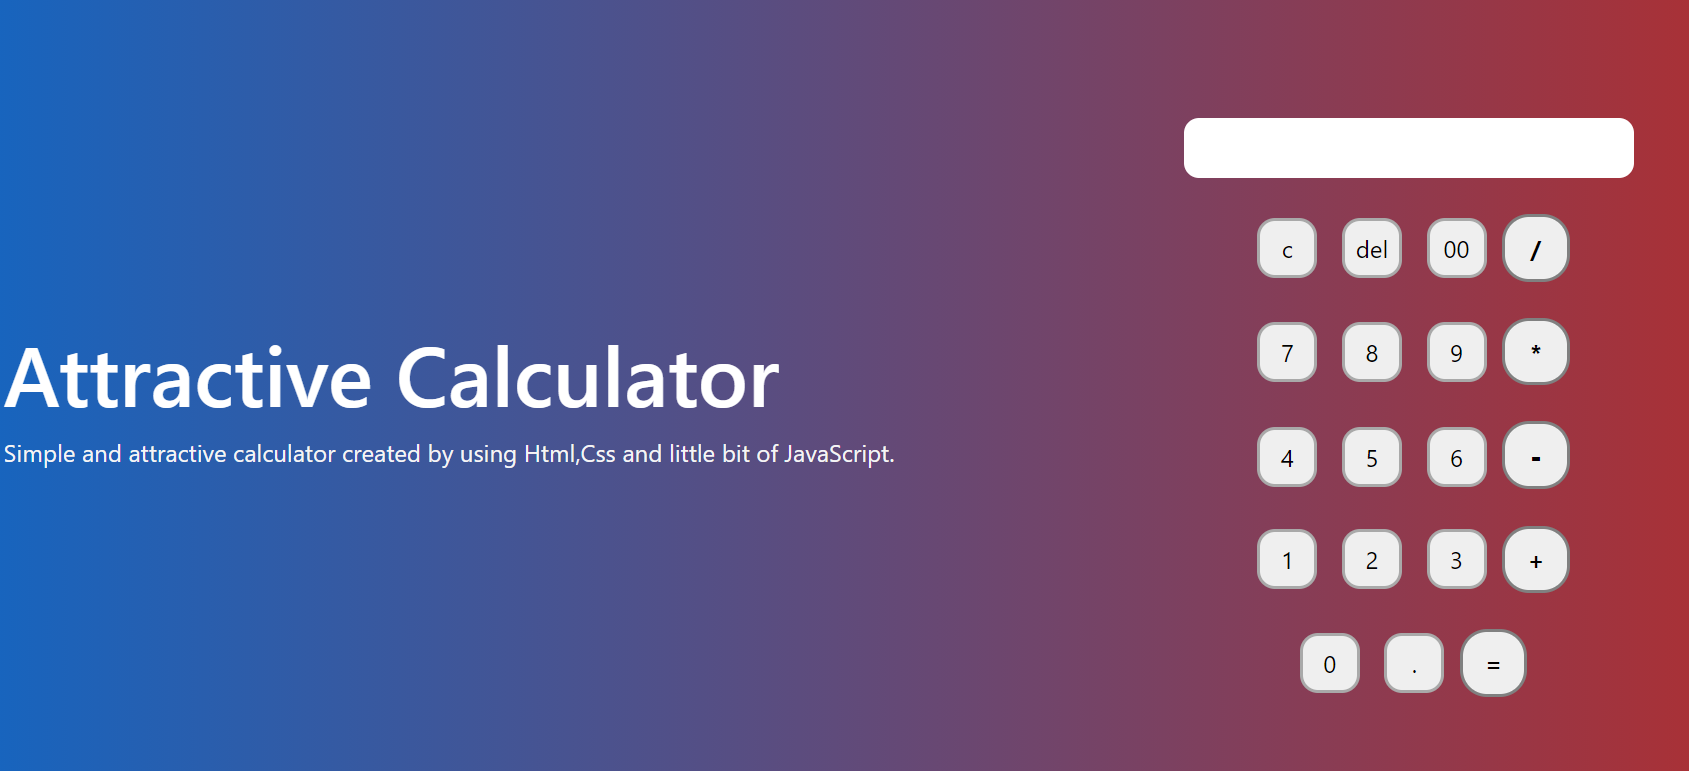 Attractive Calculator
Simple and attractive calculator created by using Html,Css and little bit of JavaScript.
c del 00 /
7 8 9 *
4 5 6 -
1 2 3 +
0 . =